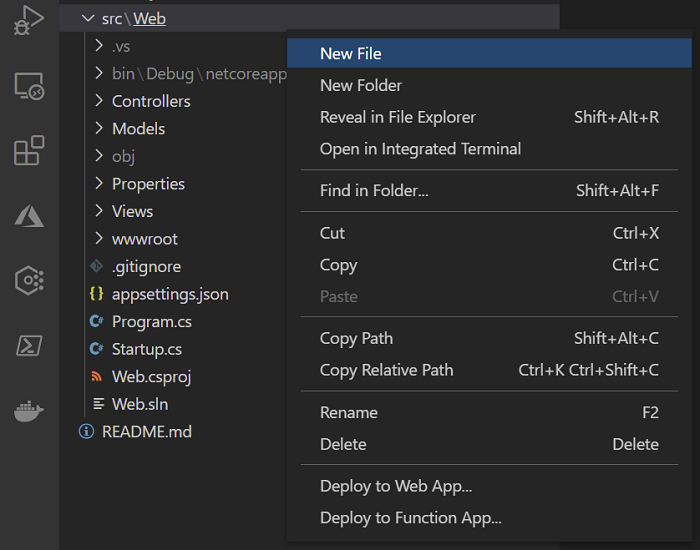 src\Web
.vs
bin\Debug\netcoreapp
Controllers
Models
obj
Properties
Views
wwwroot
.gitignore
{} appsettings.json
C# Program.cs
C# Startup.cs
Web.csproj
Web.sln
README.md
New File
New Folder
Reveal in File Explorer Shift+Alt+R
Open in Integrated Terminal
Find in Folder... Shift+Alt+F
Cut Ctrl+X
Copy Ctrl+C
Paste Ctrl+V
Copy Path Shift+Alt+C
Copy Relative Path Ctrl+K Ctrl+Shift+C
Rename F2
Delete Delete
Deploy to Web App...
Deploy to Function App...